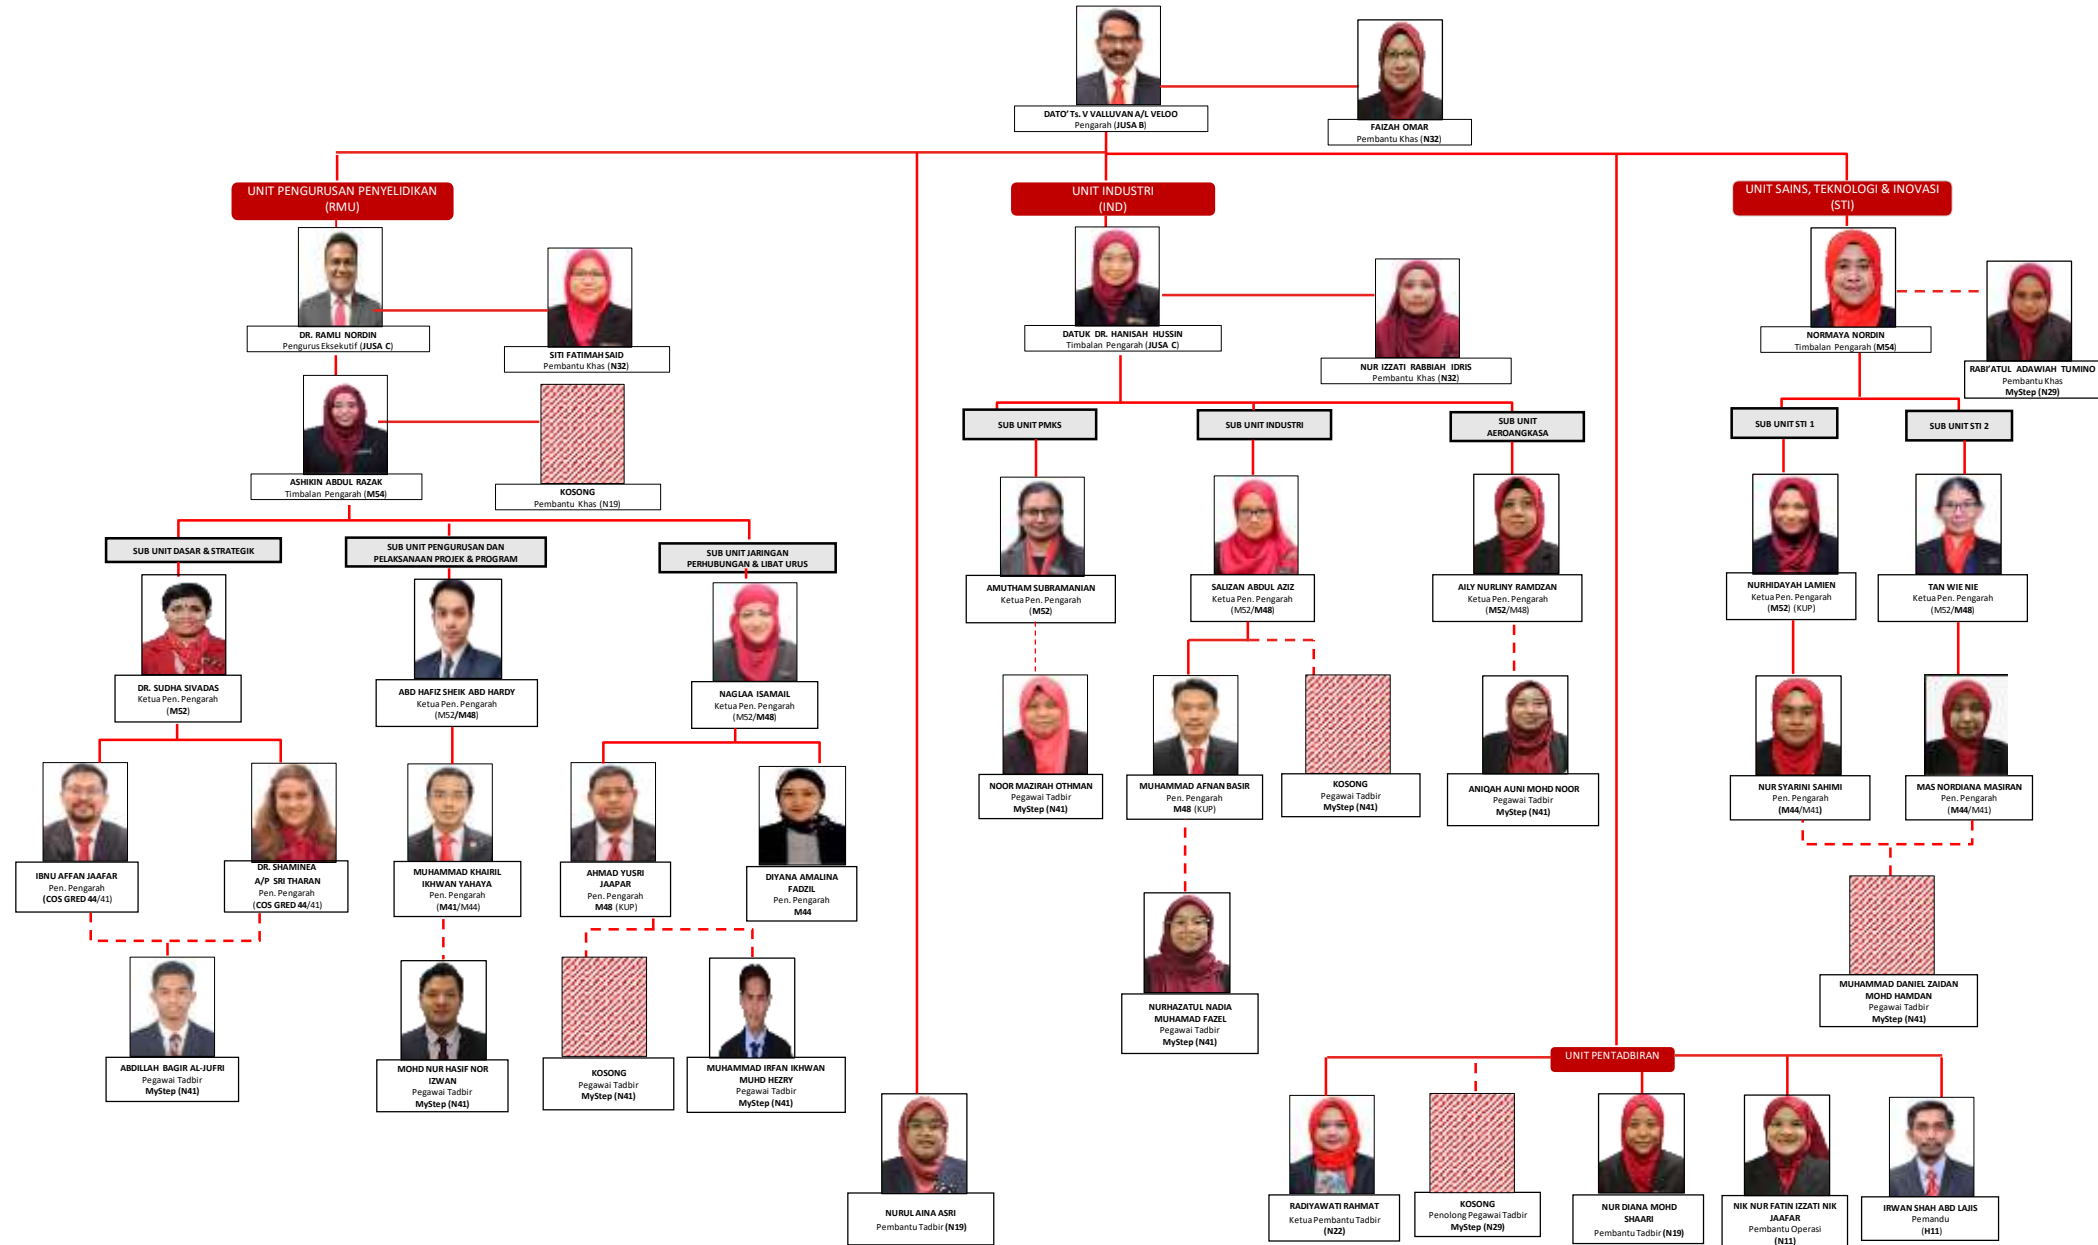 DATO' Ts. V VALLUVAN A/L VELOO
Pengarah (JUSA B)
FAIZAH OMAR
Pembantu Khas (N32)
UNIT PENGURUSAN PENYELIDIKAN
(RMU)
DR. RAMLI NORDIN
Pengurus Eksekutif (JUSA C)
SITI FATIMAH SAID
Pembantu Khas (N32)
ASHIKIN ABDUL RAZAK
Timbalan Pengarah (M54)
KOSONG
Pembantu Khas (N19)
SUB UNIT DASAR & STRATEGIK
DR. SUDHA SIVADAS
Ketua Pen. Pengarah
(M52)
IBNU AFFAN JAAFAR
Pen. Pengarah
(COS GRED 44/41)
DR. SHAMINEA
A/P SRI THARAN
Pen. Pengarah
(COS GRED 44/41)
ABDILLAH BAGIR AL-JUFRI
Pegawai Tadbir
MyStep (N41)
SUB UNIT PENGURUSAN DAN
PELAKSANAAN PROJEK & PROGRAM
ABD HAFIZ SHEIK ABD HARDY
Ketua Pen. Pengarah
(M52/M48)
MUHAMMAD KHAIRIL
IKHWAN YAHAYA
Pen. Pengarah
(M41/M44)
MOHD NUR HASIF NOR
IZWAN
Pegawai Tadbir
MyStep (N41)
SUB UNIT JARINGAN
PERHUBUNGAN & LIBAT URUS
NAGLAA ISAMAIL
Ketua Pen. Pengarah
(M52/M48)
AHMAD YUSRI
JAAPAR
Pen. Pengarah
M48 (KUP)
DIYANA AMALINA
FADZIL
Pen. Pengarah
M44
KOSONG
Pegawai Tadbir
MyStep (N41)
MUHAMMAD IRFAN IKHWAN
MUHD HEZRY
Pegawai Tadbir
MyStep (N41)
NURUL AINA ASRI
Pembantu Tadbir (N19)
UNIT INDUSTRI
(IND)
DATUK DR. HANISAH HUSSIN
Timbalan Pengarah (JUSA C)
NUR IZZATI RABBIAH IDRIS
Pembantu Khas (N32)
SUB UNIT PMKS
AMUTHAM SUBRAMANIAN
Ketua Pen. Pengarah
(M52)
NOOR MAZIRAH OTHMAN
Pegawai Tadbir
MyStep (N41)
SUB UNIT INDUSTRI
SALIZAN ABDUL AZIZ
Ketua Pen. Pengarah
(M52/M48)
MUHAMMAD AFNAN BASIR
Pen. Pengarah
M48 (KUP)
KOSONG
Pegawai Tadbir
MyStep (N41)
NURHAZATUL NADIA
MUHAMAD FAZEL
Pegawai Tadbir
MyStep (N41)
SUB UNIT
AEROANGKASA
AILY NURLINY RAMDZAN
Ketua Pen. Pengarah
(M52/M48)
ANIQAH AUNI MOHD NOOR
Pegawai Tadbir
MyStep (N41)
UNIT SAINS, TEKNOLOGI & INOVASI
(STI)
NORMAYA NORDIN
Timbalan Pengarah (M54)
RABI'ATUL ADAWIAH TUMINO
Pembantu Khas
MyStep (N29)
SUB UNIT STI 1
NURHIDAYAH LAMIEN
Ketua Pen. Pengarah
(M52) (KUP)
NUR SYARINI SAHIMI
Pen. Pengarah
(M44/M41)
SUB UNIT STI 2
TAN WIE NIE
Ketua Pen. Pengarah
(M52/M48)
MAS NORDIANA MASIRAN
Pen. Pengarah
(M44/M41)
MUHAMMAD DANIEL ZAIDAN
MOHD HAMDAN
Pegawai Tadbir
MyStep (N41)
UNIT PENTADBIRAN
RADIYAWATI RAHMAT
Ketua Pembantu Tadbir
(N22)
KOSONG
Penolong Pegawai Tadbir
MyStep (N29)
NUR DIANA MOHD
SHAARI
Pembantu Tadbir (N19)
NIK NUR FATIN IZZATI NIK
JAAFAR
Pembantu Operasi
(N11)
IRWAN SHAH ABD LAJIS
Pemandu
(H11)